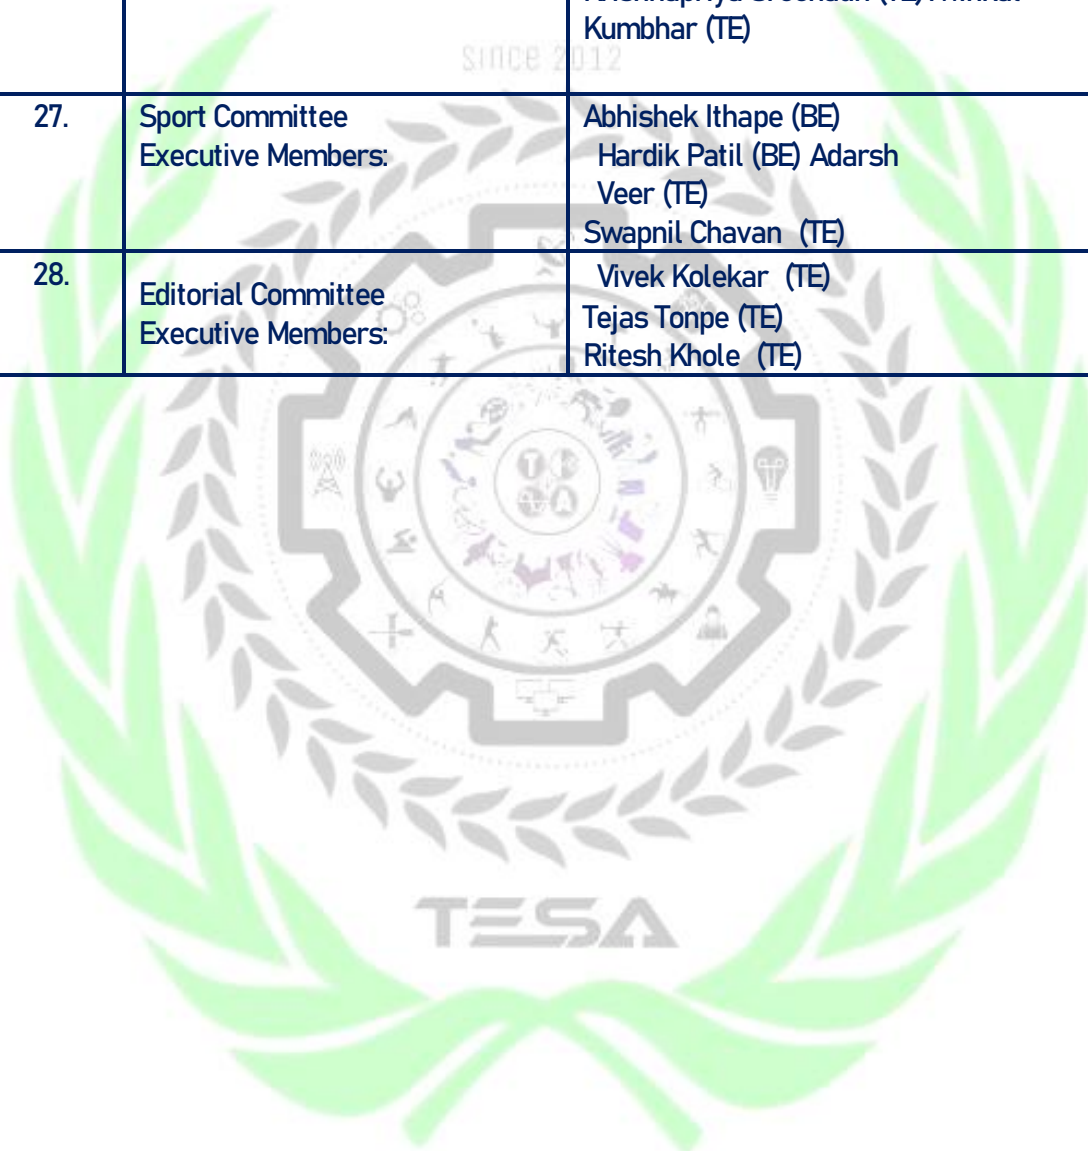 Kumbhar (TE)
since 2012
27. Sport Committee Abhishek Ithape (BE)
Executive Members: Hardik Patil (BE) Adarsh
Veer (TE)
Swapnil Chavan (TE)
28. Vivek Kolekar (TE)
Editorial Committee Tejas Tonpe (TE)
Executive Members: Ritesh Khole (TE)
TESA